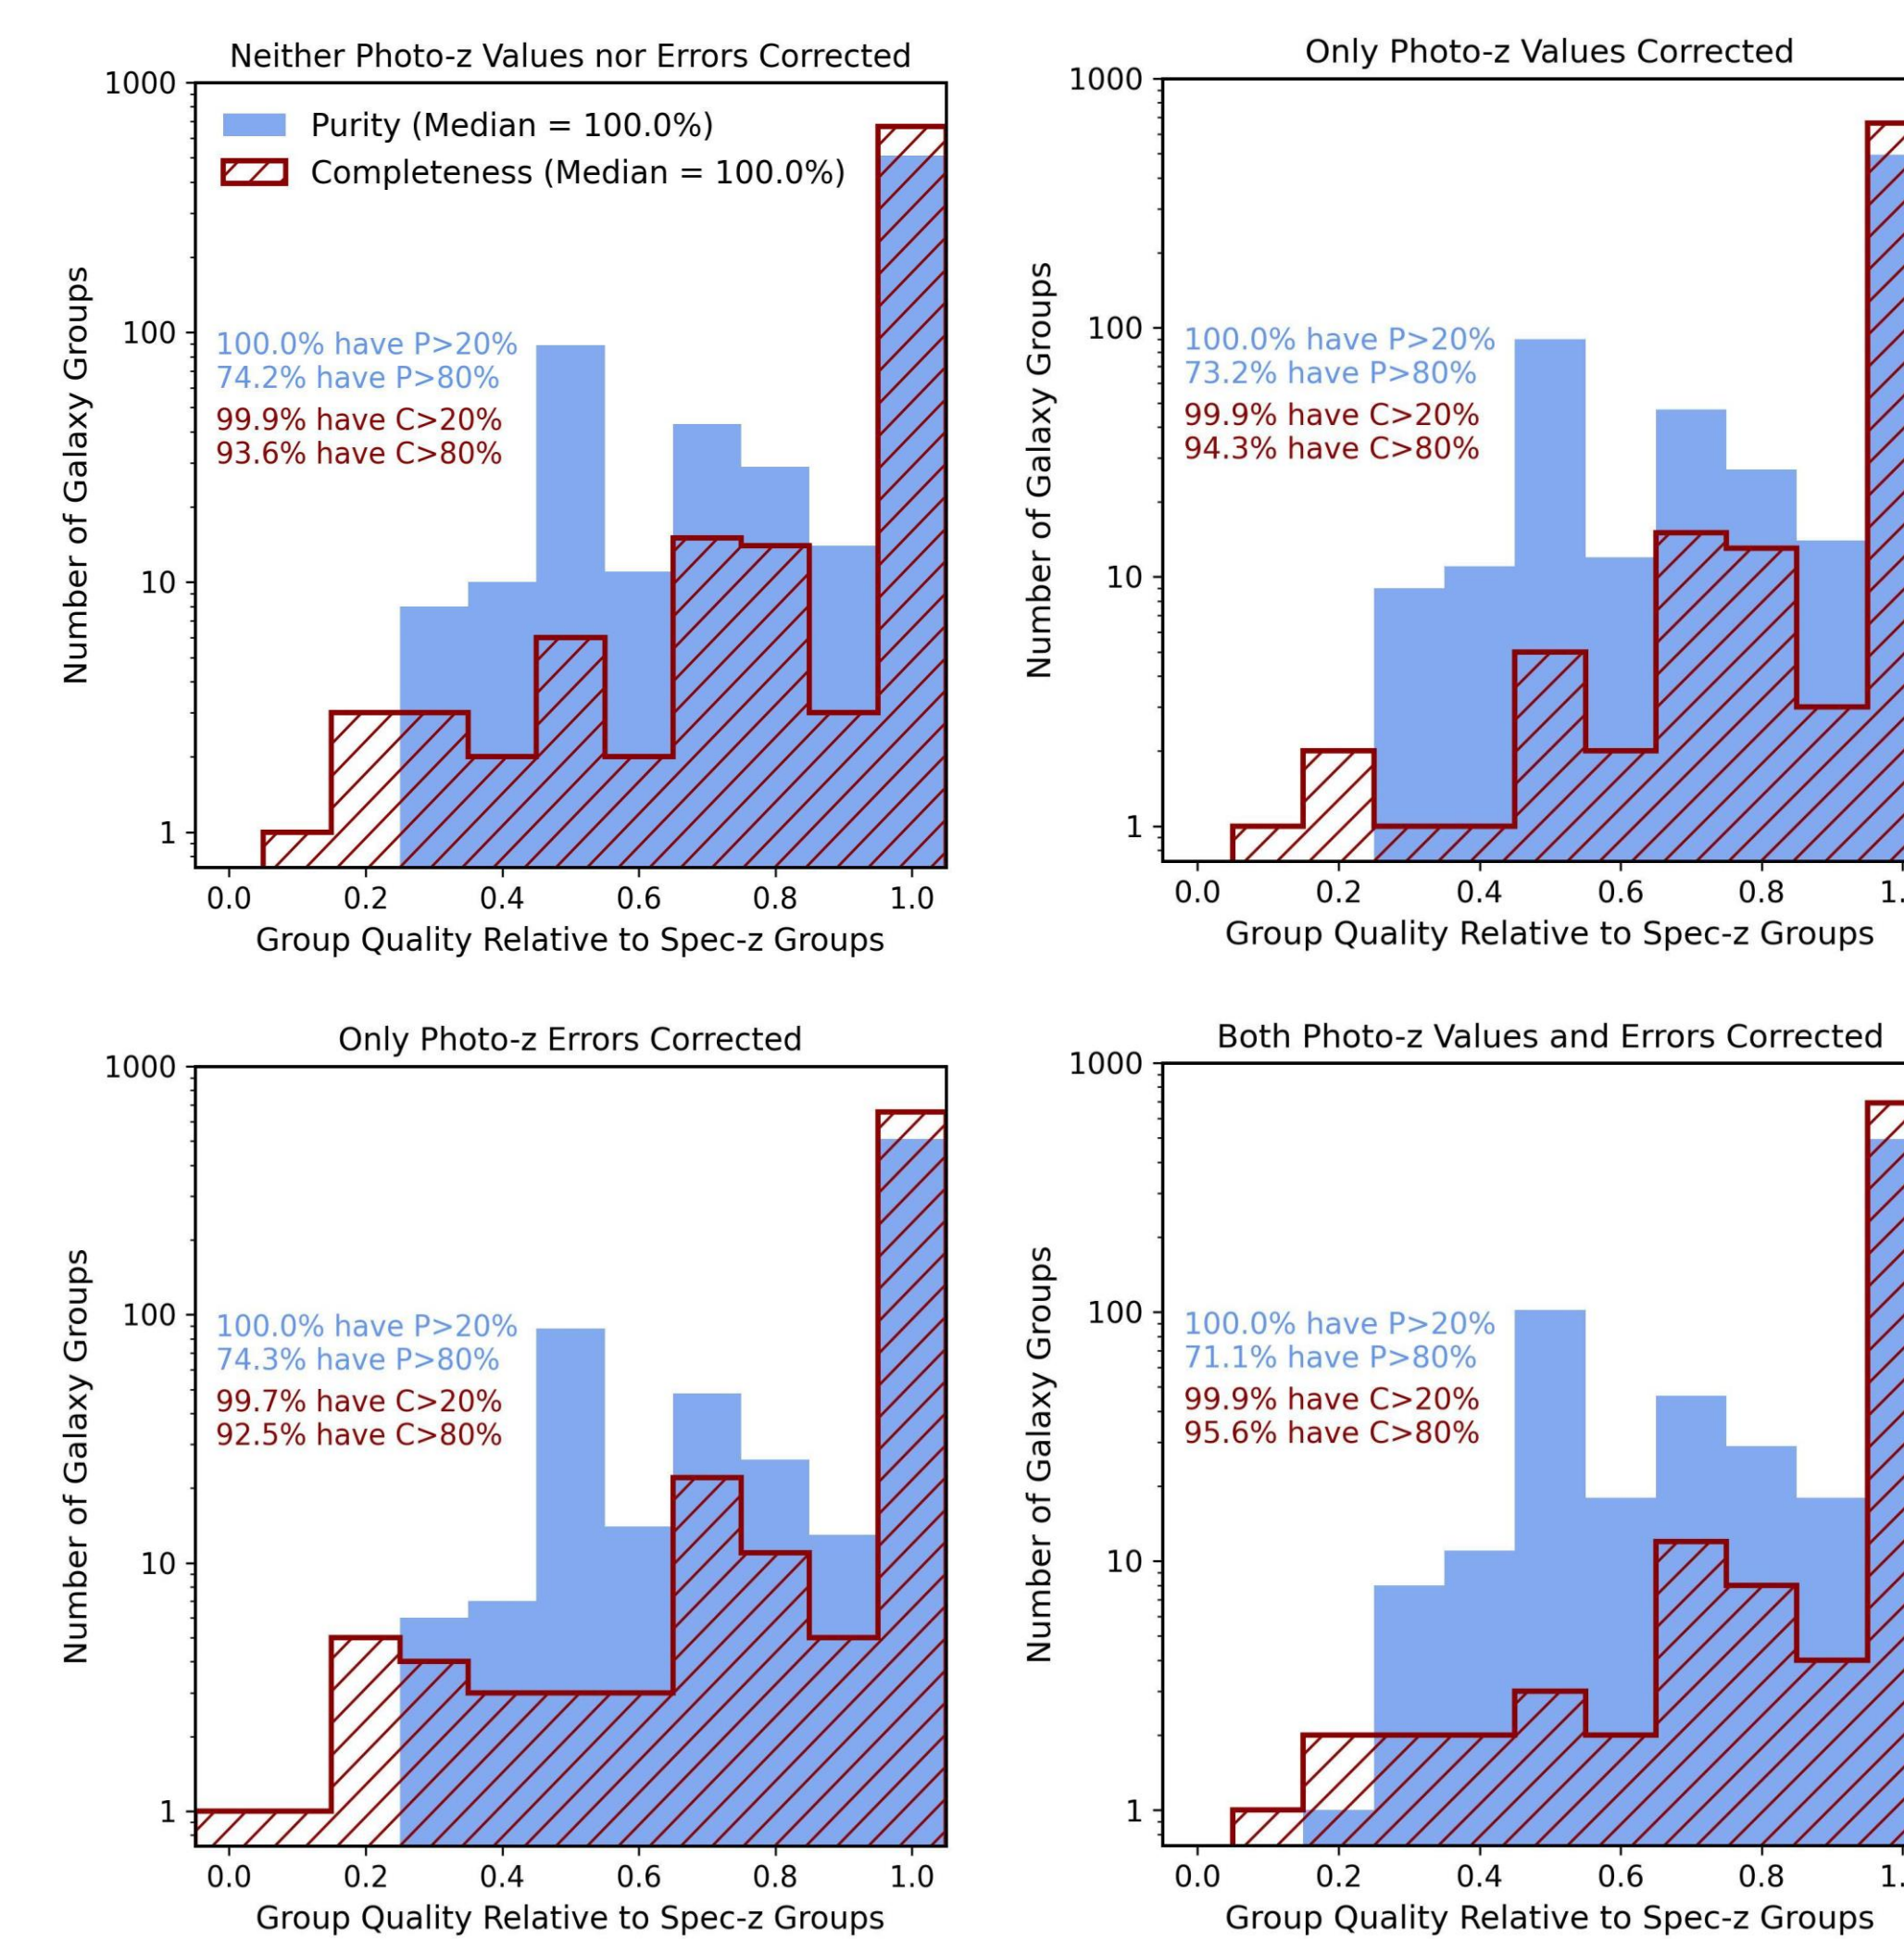 Neither Photo-z Values nor Errors Corrected
1000
100
10
1
Number of Galaxy Groups
Purity (Median = 100.0%)
Completeness (Median = 100.0%)
100.0% have P>20%
74.2% have P>80%
99.9% have C>20%
93.6% have C>80%
0.0 0.2 0.4 0.6 0.8 1.0
Group Quality Relative to Spec-z Groups
Only Photo-z Values Corrected
1000
100
10
1
Number of Galaxy Groups
100.0% have P>20%
73.2% have P>80%
99.9% have C>20%
94.3% have C>80%
0.0 0.2 0.4 0.6 0.8 1.
Group Quality Relative to Spec-z Groups
Only Photo-z Errors Corrected
1000
100
10
1
Number of Galaxy Groups
100.0% have P>20%
74.3% have P>80%
99.7% have C>20%
92.5% have C>80%
0.0 0.2 0.4 0.6 0.8 1.0
Group Quality Relative to Spec-z Groups
Both Photo-z Values and Errors Corrected
1000
100
10
1
Number of Galaxy Groups
100.0% have P>20%
71.1% have P>80%
99.9% have C>20%
95.6% have C>80%
0.0 0.2 0.4 0.6 0.8 1.
Group Quality Relative to Spec-z Groups